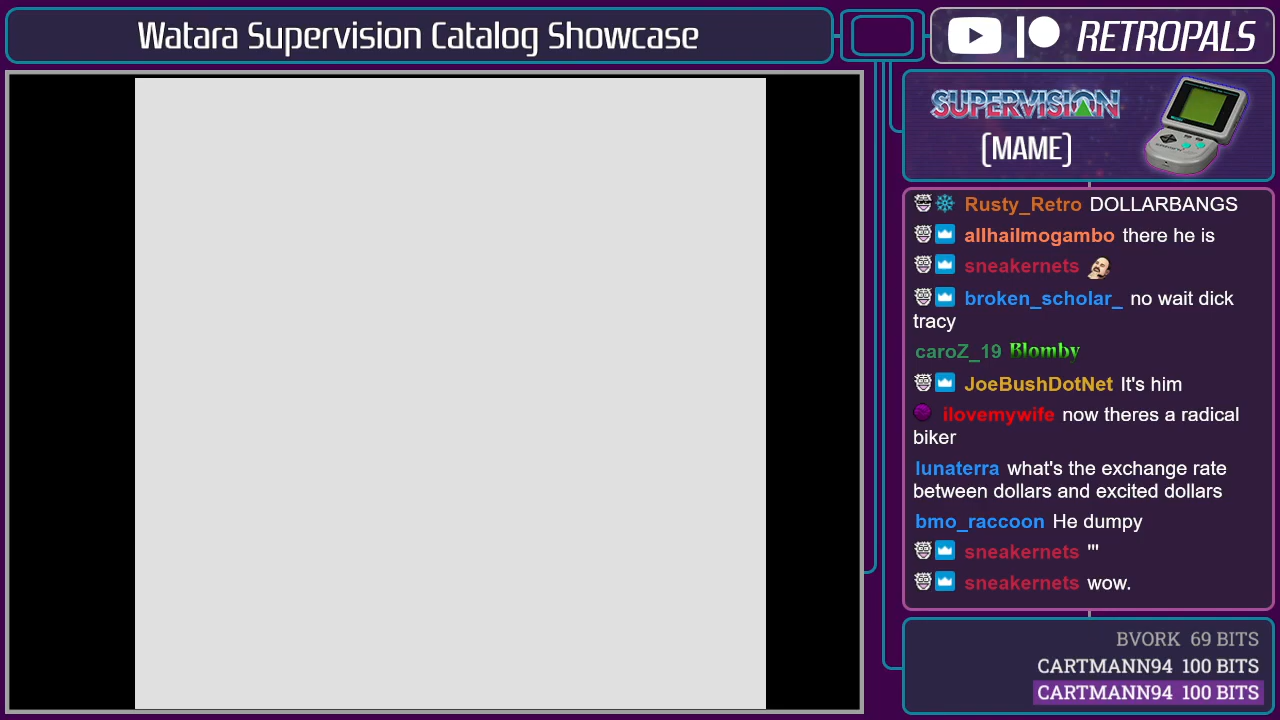 Watara Supervision Catalog Showcase
RETROPALS
SUPERVISION
[MAME]
Rusty_Retro DOLLARBANGS
allhailmogambo there he is
sneakernets
broken_scholar_ no wait dick
tracy
caroZ_19 Blomby
JoeBushDotNet It's him
ilovemywife now theres a radical
biker
lunaterra what's the exchange rate
between dollars and excited dollars
bmo_raccoon He dumpy
sneakernets '"
sneakernets wow.
BVORK 69 BITS
CARTMANN94 100 BITS
CARTMANN94 100 BITS